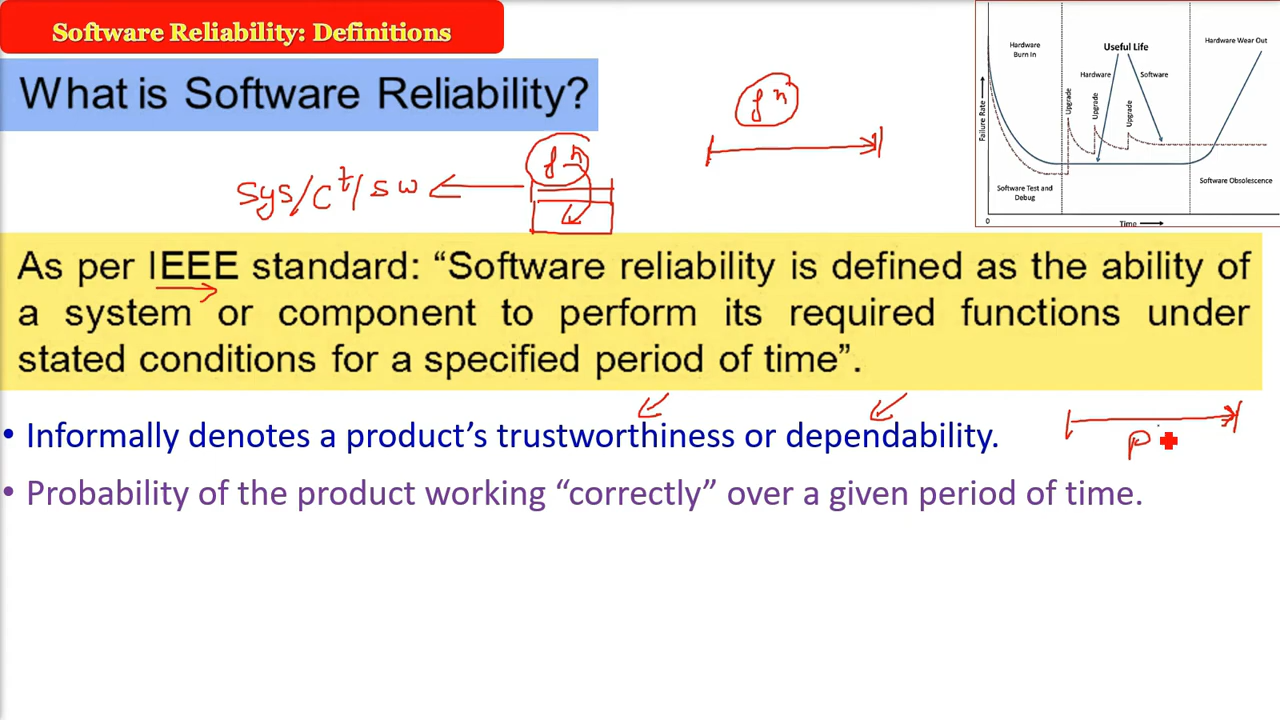 Software Reliability: Definitions
What is Software Reliability?
fⁿ
fⁿ
sys/cᵗ/sw
As per IEEE standard: “Software reliability is defined as the ability of
a system or component to perform its required functions under
stated conditions for a specified period of time”.
• Informally denotes a product’s trustworthiness or dependability.
P
• Probability of the product working “correctly” over a given period of time.
Hardware
Burn In
Useful Life
Hardware Wear Out
Hardware
Software
Upgrade
Upgrade
Upgrade
Failure Rate
Software Test and
Debug
Software Obsolescence
0
Time